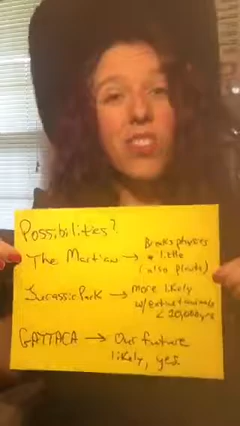 Possibilities?
The Martian → Breaks physics
a little
(also plants)
Jurassic Park → More likely
w/ extinct animals
< 20,000 yrs
GATTACA → Our future
likely, yes